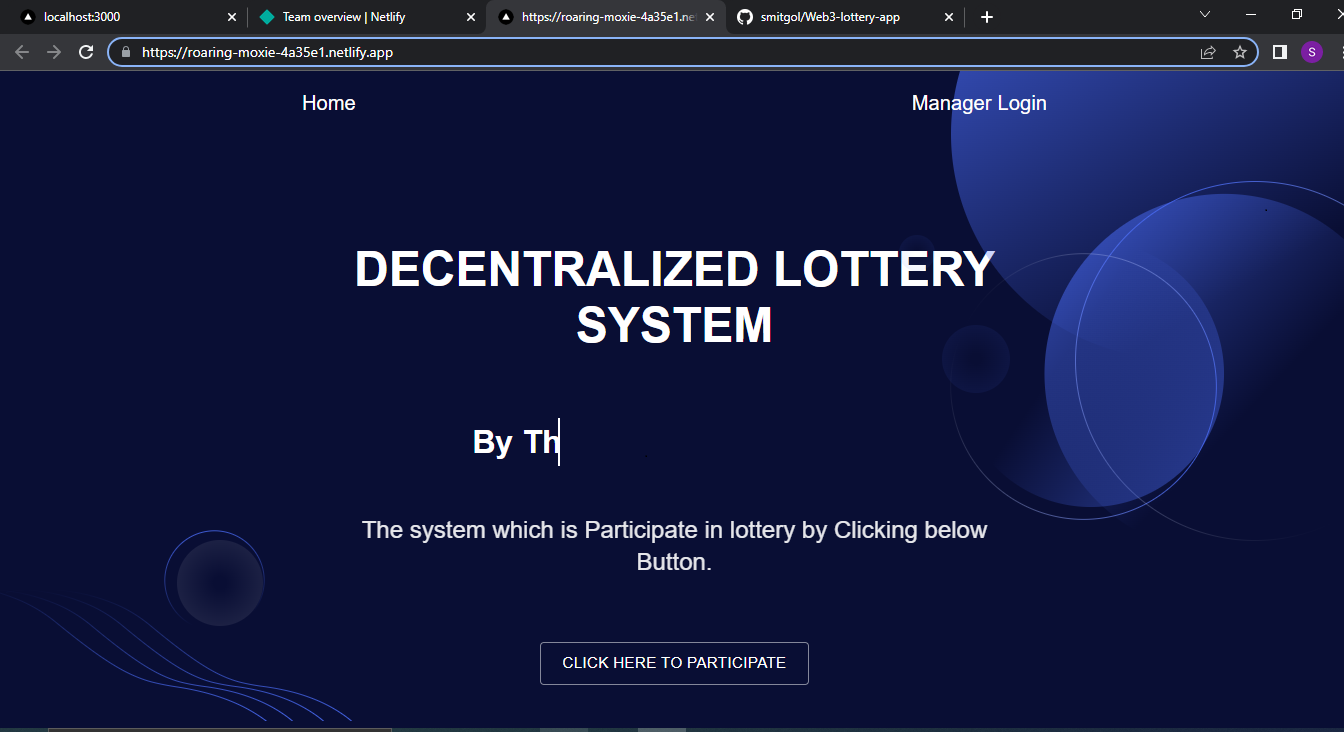 localhost:3000
Team overview | Netlify
https://roaring-moxie-4a35e1.net
smitgol/Web3-lottery-app
https://roaring-moxie-4a35e1.netlify.app
S
Home
Manager Login
DECENTRALIZED LOTTERY
SYSTEM
By Th
The system which is Participate in lottery by Clicking below
Button.
CLICK HERE TO PARTICIPATE